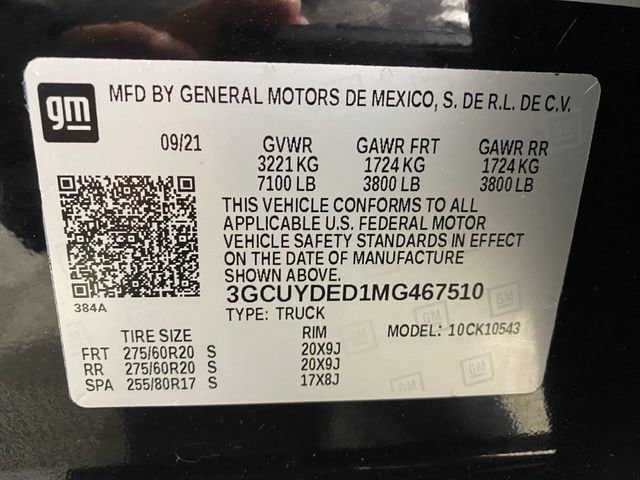 gm
MFD BY GENERAL MOTORS DE MEXICO, S. DE R.L. DE C.V.
09/21 GVWR GAWR FRT GAWR RR
3221 KG 1724 KG 1724 KG
7100 LB 3800 LB 3800 LB
THIS VEHICLE CONFORMS TO ALL
APPLICABLE U.S. FEDERAL MOTOR
VEHICLE SAFETY STANDARDS IN EFFECT
ON THE DATE OF MANUFACTURE
SHOWN ABOVE.
384A
3GCUYDED1MG467510
TYPE: TRUCK MODEL: 10CK10543
TIRE SIZE RIM
FRT 275/60R20 S 20X9J
RR 275/60R20 S 20X9J
SPA 255/80R17 S 17X8J